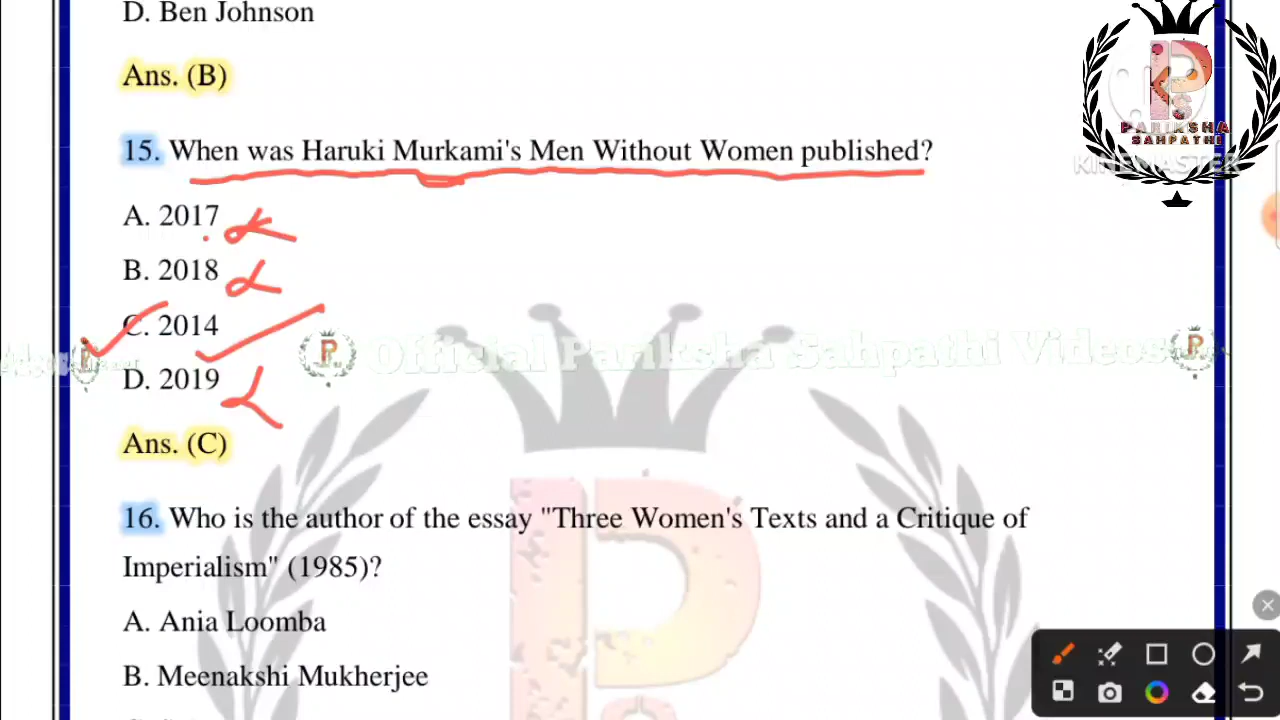 D. Ben Johnson
Ans. (B)
15. When was Haruki Murkami's Men Without Women published?
A. 2017
B. 2018
C. 2014
D. 2019
Ans. (C)
16. Who is the author of the essay "Three Women's Texts and a Critique of
Imperialism" (1985)?
A. Ania Loomba
B. Meenakshi Mukherjee
PARIKSHA
SAHPATHI
KINEMASTER
Official Pariksha Sahpathi Videos